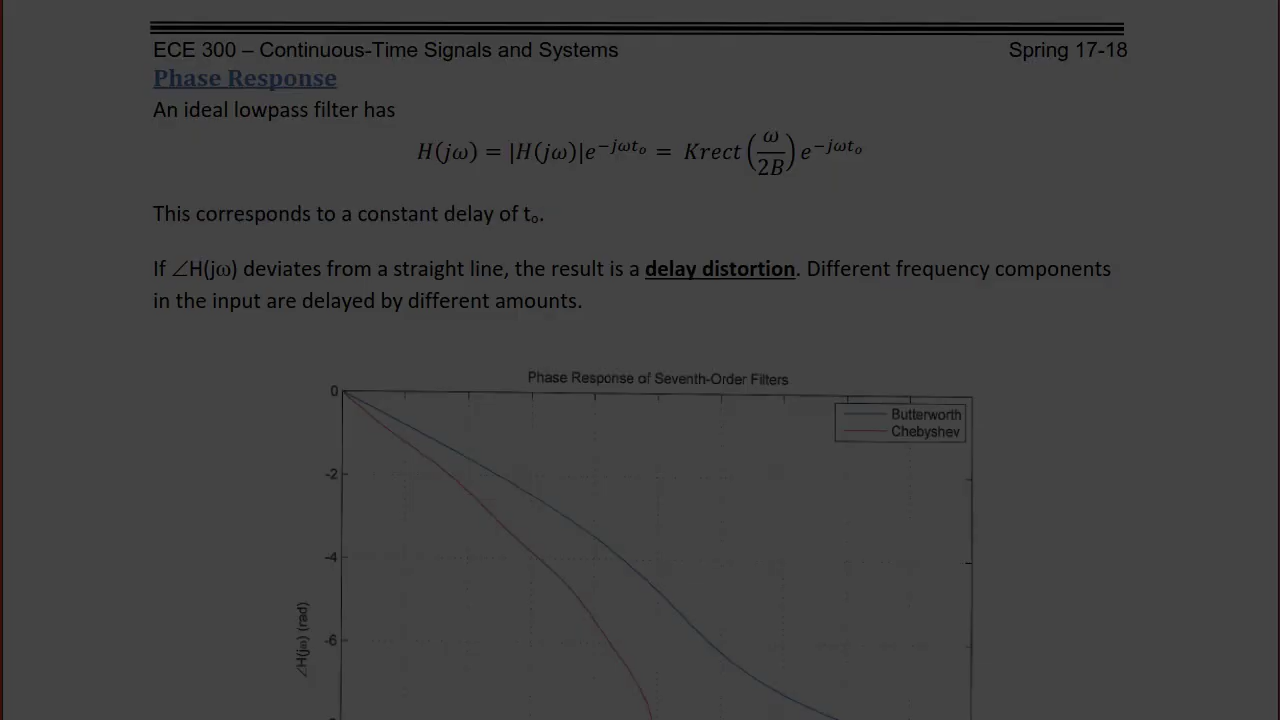 ECE 300 – Continuous-Time Signals and Systems Spring 17-18
Phase Response
An ideal lowpass filter has
H(jω) = |H(jω)|e^{−jωt_o} = Krect(ω/2B) e^{−jωt_o}
This corresponds to a constant delay of t₀.
If ∠H(jω) deviates from a straight line, the result is a delay distortion. Different frequency components
in the input are delayed by different amounts.
Phase Response of Seventh-Order Filters
0
Butterworth
Chebyshev
-2
-4
-6
∠H(jω) (rad)